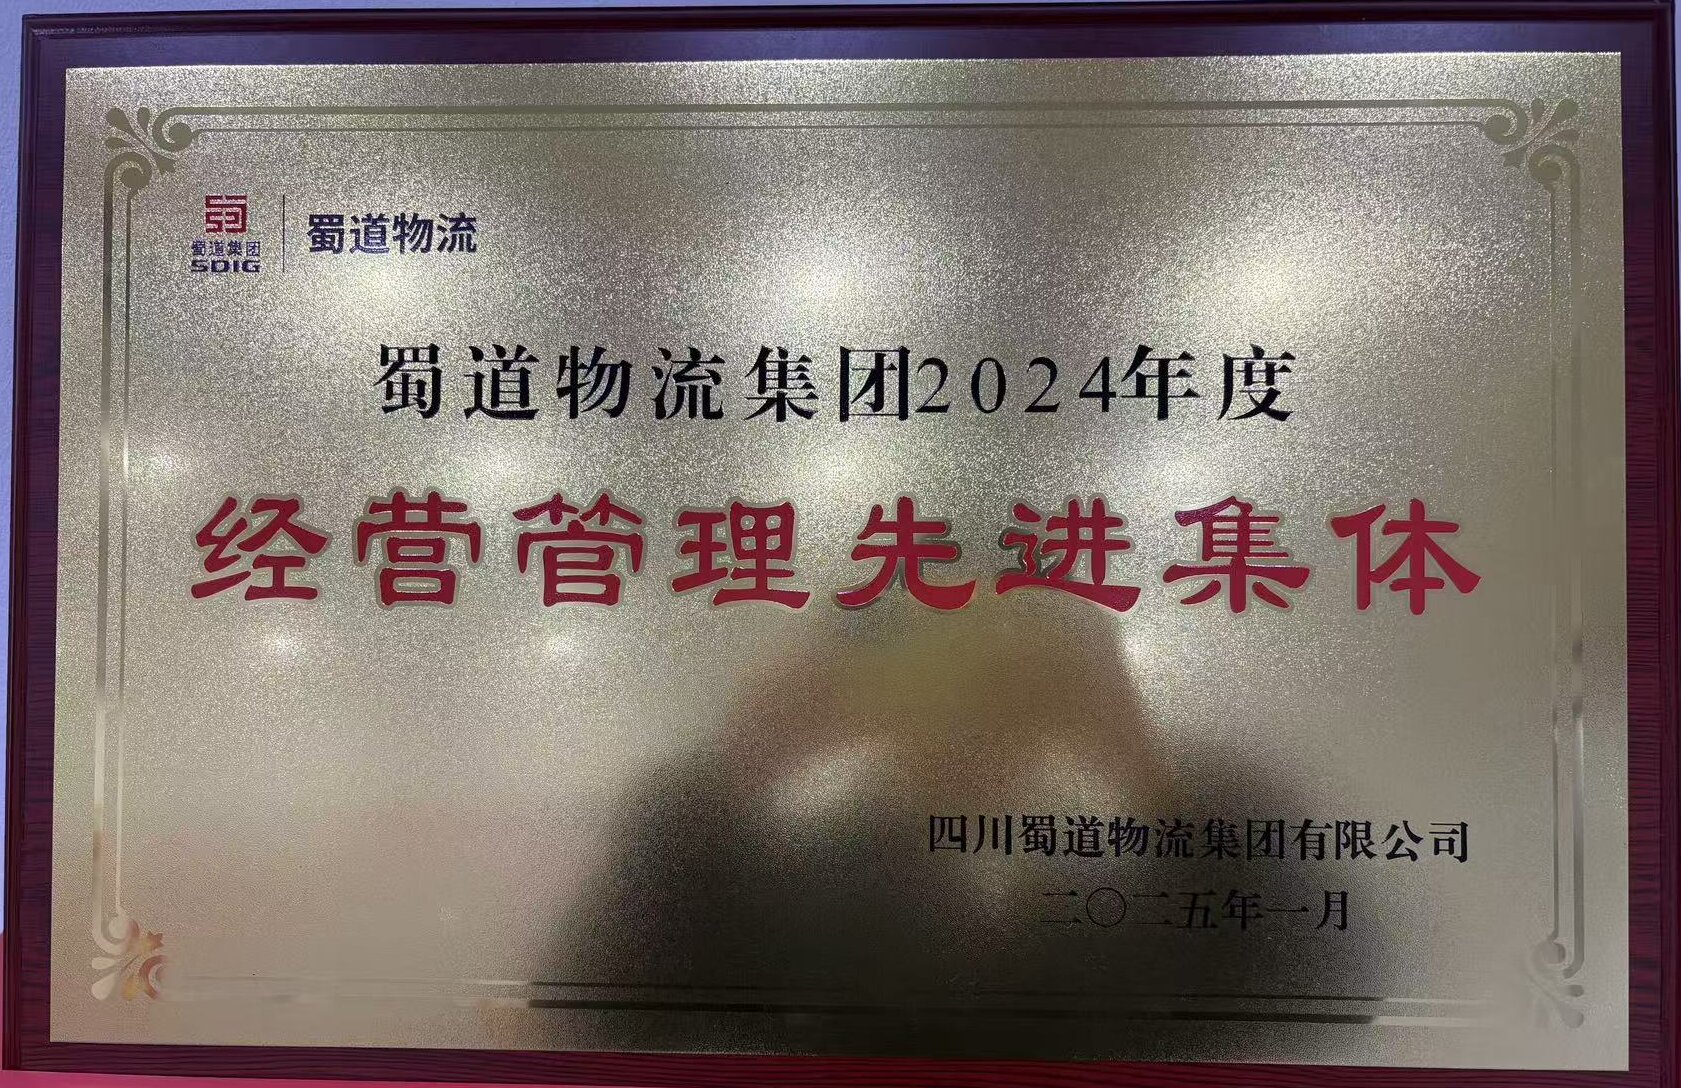 蜀道集团
SDIG
蜀道物流
蜀道物流集团2024年度
经营管理先进集体
四川蜀道物流集团有限公司
二〇二五年一月